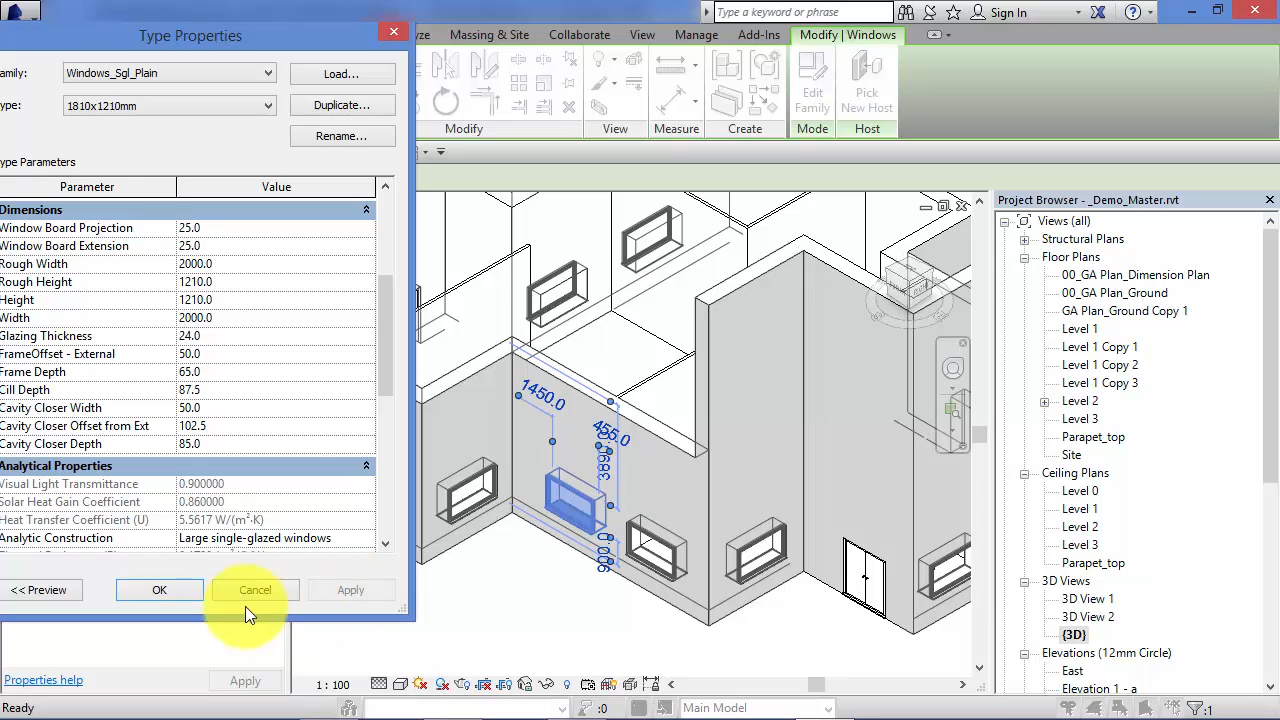 Type a keyword or phrase
Sign In
Type Properties
yze
Massing & Site
Collaborate
View
Manage
Add-Ins
Modify | Windows
amily:
Windows_Sgl_Plain
Load...
ype:
1810x1210mm
Duplicate...
Rename...
Edit
Family
Pick
New Host
Modify
View
Measure
Create
Mode
Host
ype Parameters
Parameter
Value
Dimensions
Window Board Projection 25.0
Window Board Extension 25.0
Rough Width 2000.0
Rough Height 1210.0
Height 1210.0
Width 2000.0
Glazing Thickness 24.0
FrameOffset - External 50.0
Frame Depth 65.0
Cill Depth 87.5
Cavity Closer Width 50.0
Cavity Closer Offset from Ext 102.5
Cavity Closer Depth 85.0
Analytical Properties
Visual Light Transmittance 0.900000
Solar Heat Gain Coefficient 0.860000
Heat Transfer Coefficient (U) 5.5617 W/(m²·K)
Analytic Construction Large single-glazed windows
<< Preview
OK
Cancel
Apply
Properties help
Apply
Ready
1450.0
455.0
900.0
Project Browser - _Demo_Master.rvt
Views (all)
Structural Plans
Floor Plans
00_GA Plan_Dimension Plan
00_GA Plan_Ground
GA Plan_Ground Copy 1
Level 1
Level 1 Copy 1
Level 1 Copy 2
Level 1 Copy 3
Level 2
Level 3
Parapet_top
Site
Ceiling Plans
Level 0
Level 1
Level 2
Level 3
Parapet_top
3D Views
3D View 1
3D View 2
{3D}
Elevations (12mm Circle)
East
Elevation 1 - a
1 : 100
:0
Main Model
:1